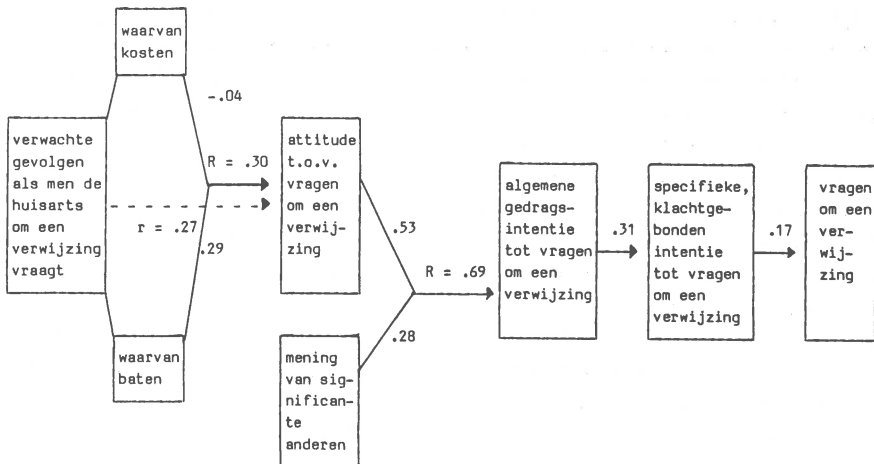 waarvan
kosten
-.04
verwachte
gevolgen
als men de
huisarts
om een
verwijzing
vraagt
R = .30
r = .27
.29
waarvan
baten
attitude
t.o.v.
vragen
om een
verwij-
zing
.53
R = .69
.28
mening
van sig-
nifican-
te
anderen
algemene
gedrags-
intentie
tot vragen
om een
verwijzing
.31
specifieke,
klachtge-
bonden
intentie
tot vragen
om een
verwijzing
.17
vragen
om een
ver-
wij-
zing